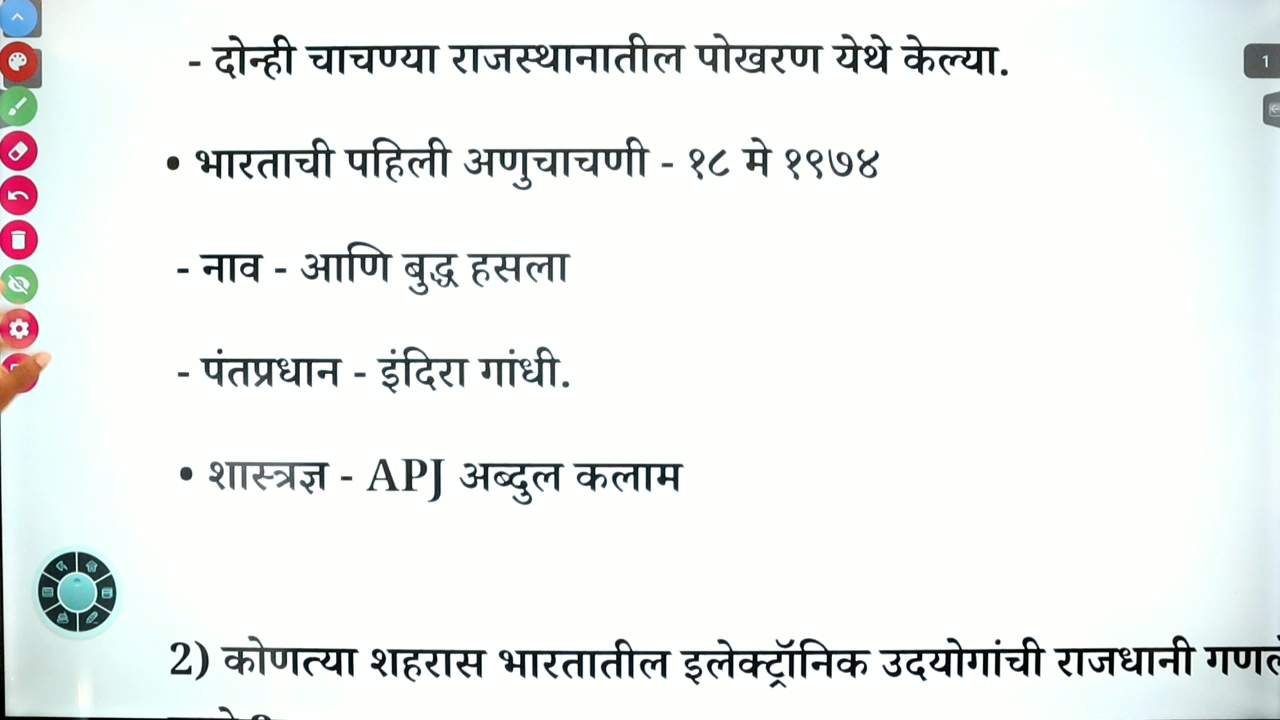 - दोन्ही चाचण्या राजस्थानातील पोखरण येथे केल्या.
1
• भारताची पहिली अणुचाचणी - १८ मे १९७४
- नाव - आणि बुद्ध हसला
- पंतप्रधान - इंदिरा गांधी.
• शास्त्रज्ञ - APJ अब्दुल कलाम
2) कोणत्या शहरास भारतातील इलेक्ट्रॉनिक उदयोगांची राजधानी